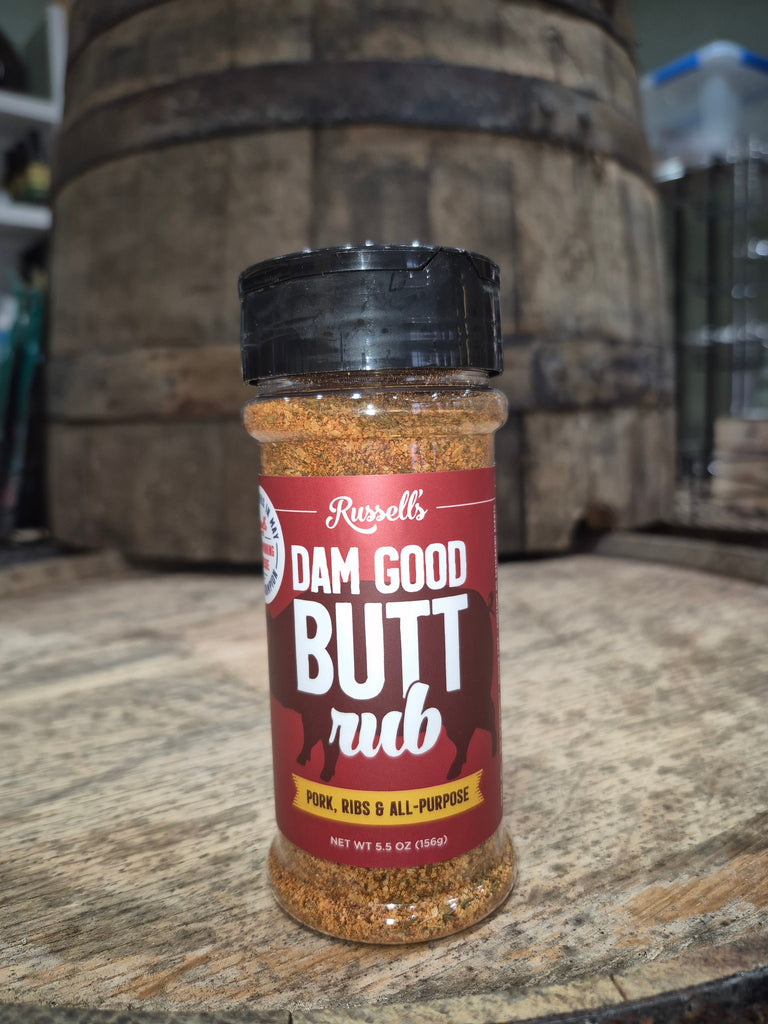 Russell's
DAM GOOD
BUTT
rub
PORK, RIBS & ALL-PURPOSE
NET WT 5.5 OZ (156g)